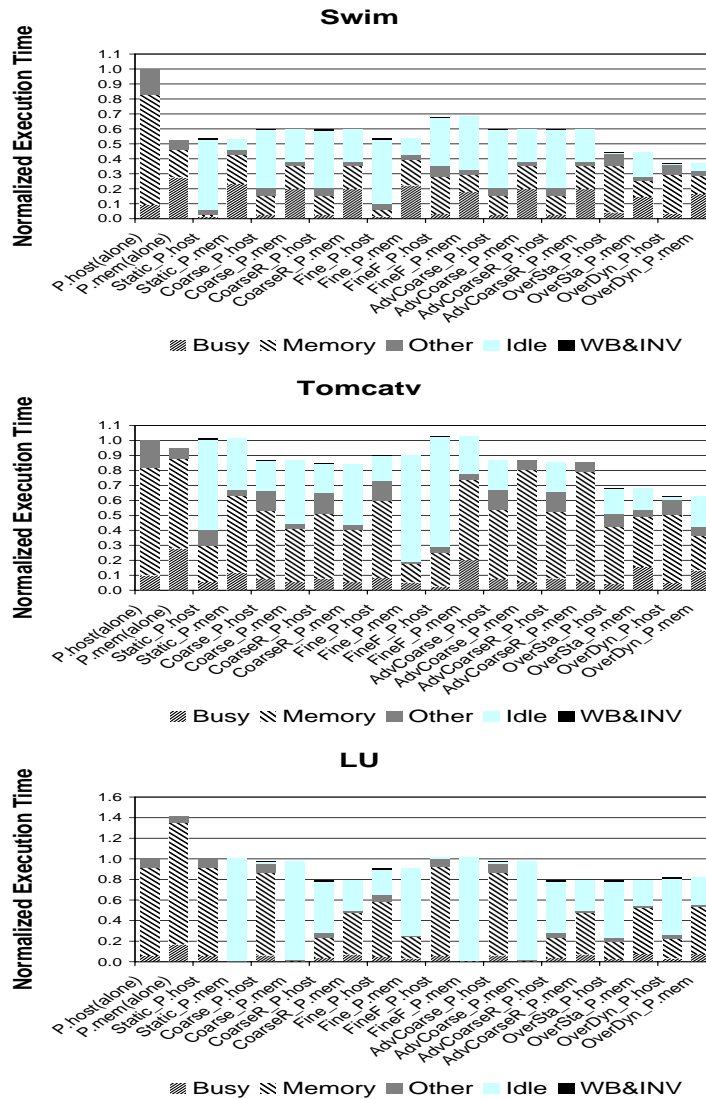 Swim
Normalized Execution Time
1.1
1.0
0.9
0.8
0.7
0.6
0.5
0.4
0.3
0.2
0.1
0.0
P.host(alone)
P.mem(alone)
Static_P.host
Static_P.mem
Coarse_P.host
Coarse_P.mem
CoarseR_P.host
CoarseR_P.mem
Fine_P.host
Fine_P.mem
FineF_P.host
FineF_P.mem
AdvCoarse_P.host
AdvCoarse_P.mem
AdvCoarseR_P.host
AdvCoarseR_P.mem
OverSta_P.host
OverSta_P.mem
OverDyn_P.host
OverDyn_P.mem
Busy Memory Other Idle WB&INV
Tomcatv
Normalized Execution Time
1.1
1.0
0.9
0.8
0.7
0.6
0.5
0.4
0.3
0.2
0.1
0.0
P.host(alone)
P.mem(alone)
Static_P.host
Static_P.mem
Coarse_P.host
Coarse_P.mem
CoarseR_P.host
CoarseR_P.mem
Fine_P.host
Fine_P.mem
FineF_P.host
FineF_P.mem
AdvCoarse_P.host
AdvCoarse_P.mem
AdvCoarseR_P.host
AdvCoarseR_P.mem
OverSta_P.host
OverSta_P.mem
OverDyn_P.host
OverDyn_P.mem
Busy Memory Other Idle WB&INV
LU
Normalized Execution Time
1.6
1.4
1.2
1.0
0.8
0.6
0.4
0.2
0.0
P.host(alone)
P.mem(alone)
Static_P.host
Static_P.mem
Coarse_P.host
Coarse_P.mem
CoarseR_P.host
CoarseR_P.mem
Fine_P.host
Fine_P.mem
FineF_P.host
FineF_P.mem
AdvCoarse_P.host
AdvCoarse_P.mem
AdvCoarseR_P.host
AdvCoarseR_P.mem
OverSta_P.host
OverSta_P.mem
OverDyn_P.host
OverDyn_P.mem
Busy Memory Other Idle WB&INV